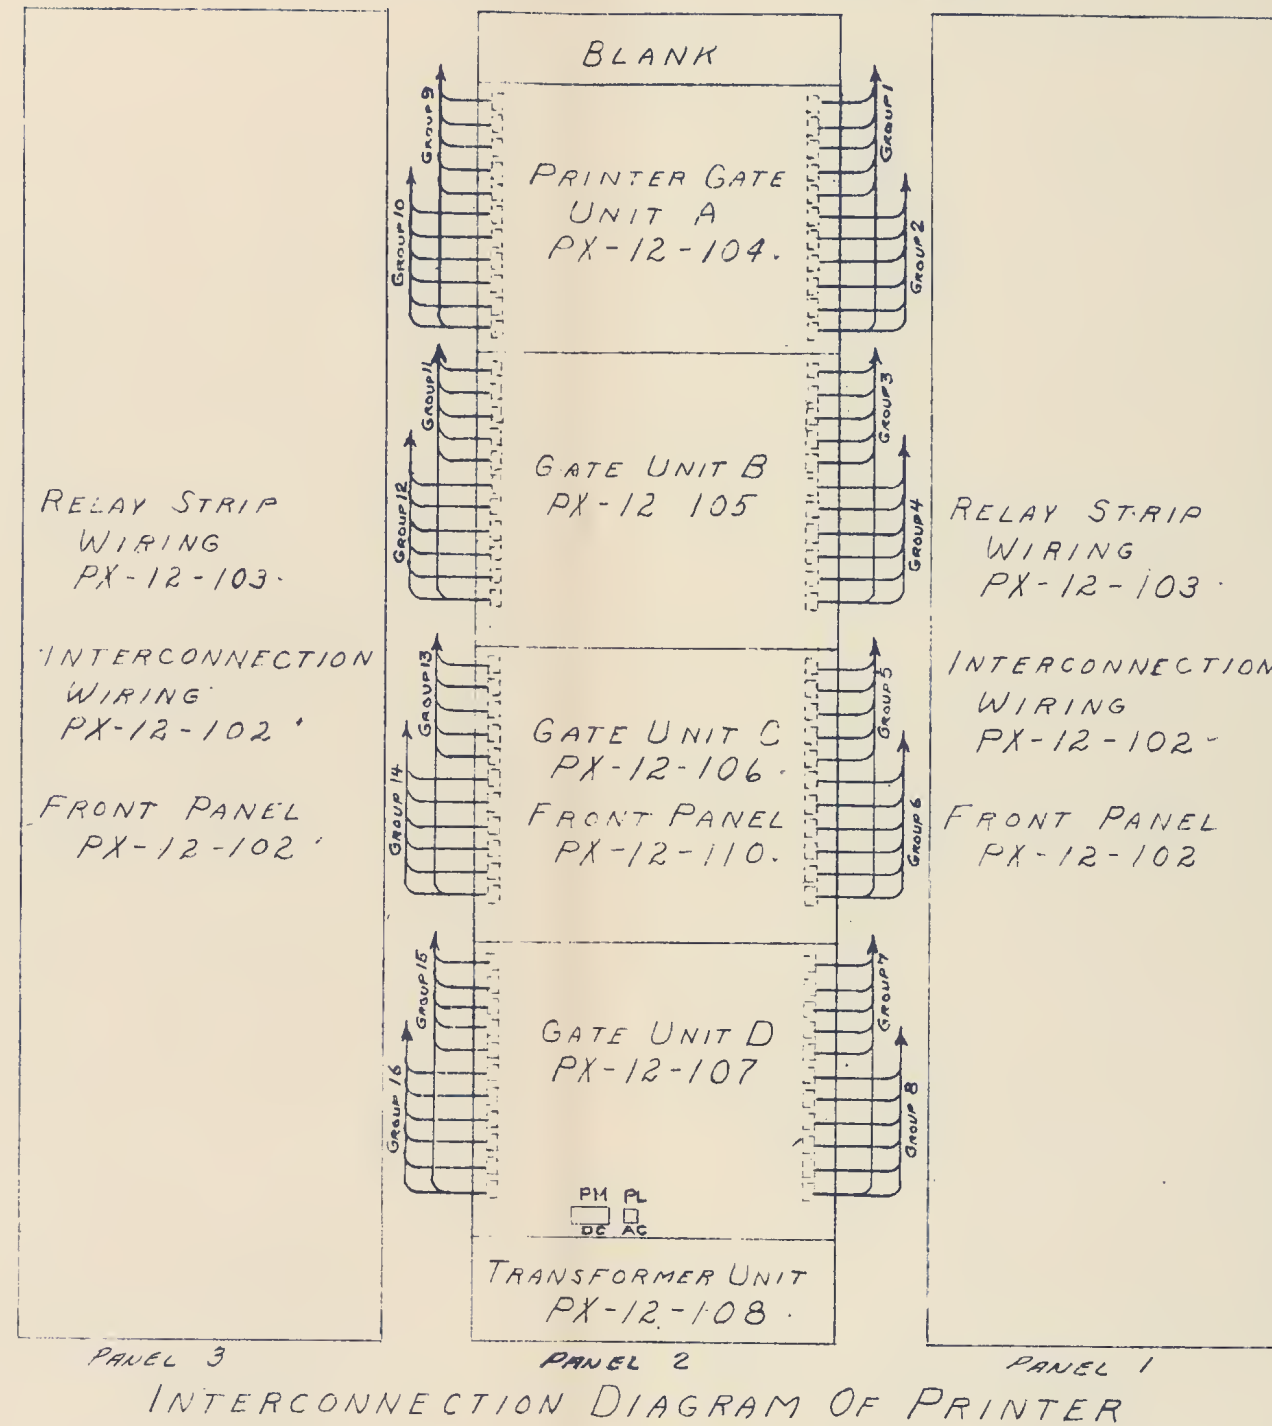 BLANK
PRINTER GATE
UNIT A
PX-12-104.
GROUP 9
GROUP 10
GROUP 1
GROUP 2
GATE UNIT B
PX-12 105
GROUP 11
GROUP 12
GROUP 3
GROUP 4
RELAY STRIP
WIRING
PX-12-103.
INTERCONNECTION
WIRING
PX-12-102
FRONT PANEL
PX-12-102
GATE UNIT C
PX-12-106.
FRONT PANEL
PX-12-110.
GROUP 13
GROUP 14
GROUP 5
GROUP 6
RELAY STRIP
WIRING
PX-12-103.
INTERCONNECTION
WIRING
PX-12-102-
FRONT PANEL
PX-12-102
GATE UNIT D
PX-12-107
GROUP 15
GROUP 16
GROUP 7
GROUP 8
PM PL
DC AC
TRANSFORMER UNIT
PX-12-108.
PANEL 3
PANEL 2
PANEL 1
INTERCONNECTION DIAGRAM OF PRINTER